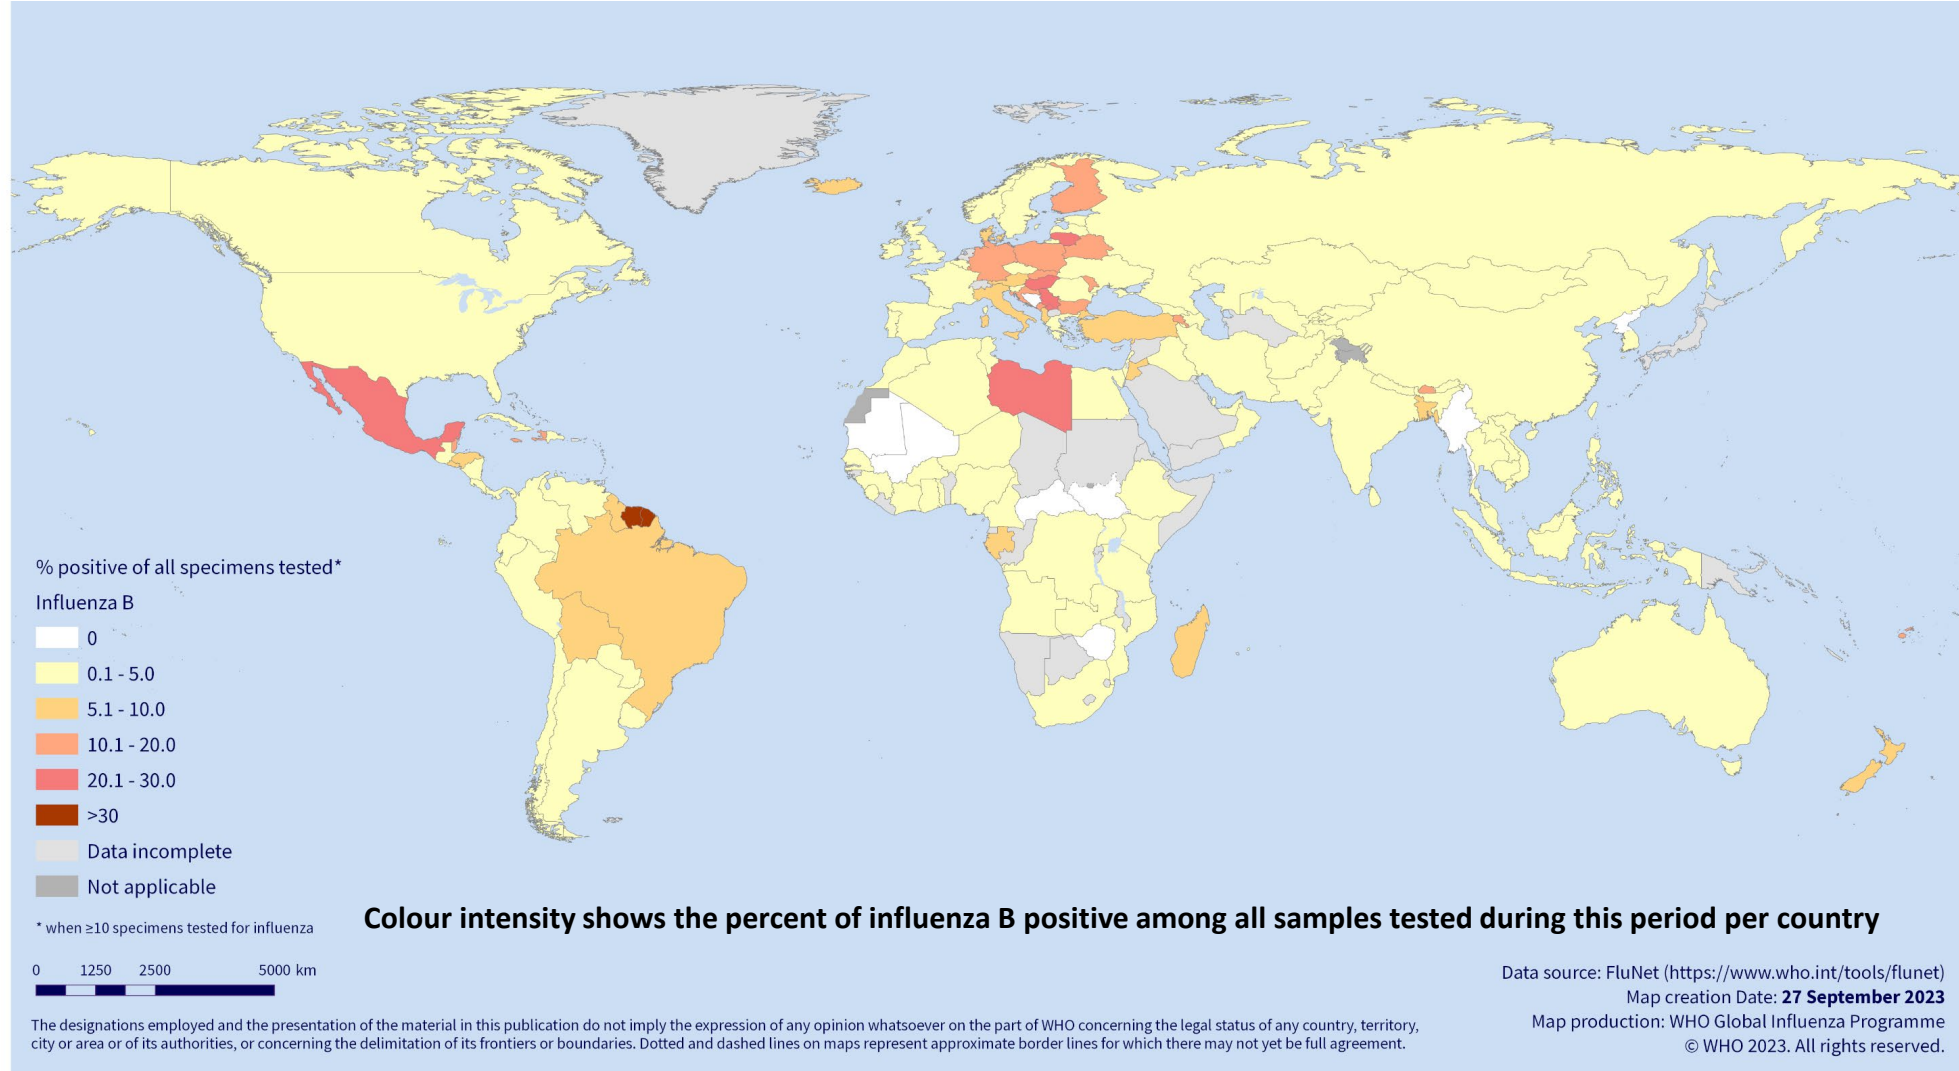 % positive of all specimens tested*
Influenza B
0
0.1 - 5.0
5.1 - 10.0
10.1 - 20.0
20.1 - 30.0
>30
Data incomplete
Not applicable
* when ≥10 specimens tested for influenza
Colour intensity shows the percent of influenza B positive among all samples tested during this period per country
0 1250 2500 5000 km
Data source: FluNet (https://www.who.int/tools/flunet)
Map creation Date: 27 September 2023
Map production: WHO Global Influenza Programme
© WHO 2023. All rights reserved.
The designations employed and the presentation of the material in this publication do not imply the expression of any opinion whatsoever on the part of WHO concerning the legal status of any country, territory,
city or area or of its authorities, or concerning the delimitation of its frontiers or boundaries. Dotted and dashed lines on maps represent approximate border lines for which there may not yet be full agreement.